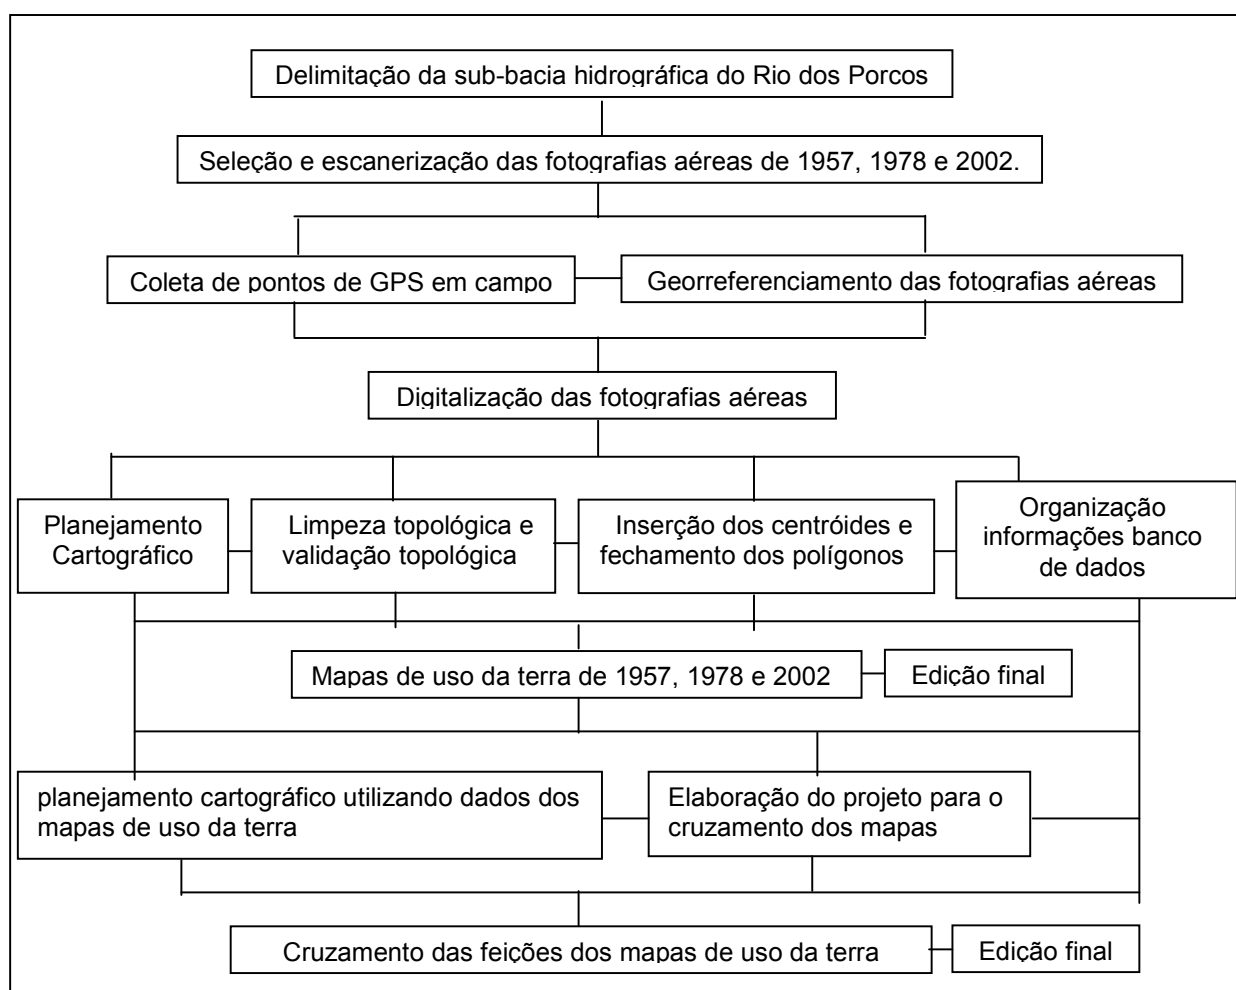 Delimitação da sub-bacia hidrográfica do Rio dos Porcos
Seleção e escanerização das fotografias aéreas de 1957, 1978 e 2002.
Coleta de pontos de GPS em campo
Georreferenciamento das fotografias aéreas
Digitalização das fotografias aéreas
Planejamento
Cartográfico
Limpeza topológica e
validação topológica
Inserção dos centróides e
fechamento dos polígonos
Organização
informações banco
de dados
Mapas de uso da terra de 1957, 1978 e 2002
Edição final
planejamento cartográfico utilizando dados dos
mapas de uso da terra
Elaboração do projeto para o
cruzamento dos mapas
Cruzamento das feições dos mapas de uso da terra
Edição final